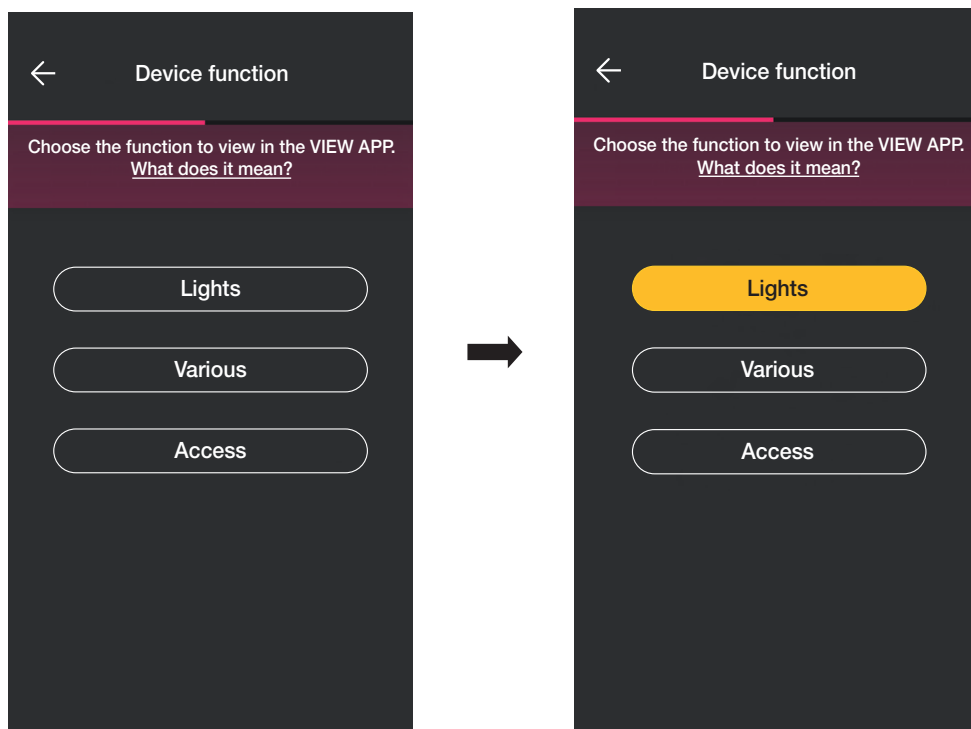 Device function
Choose the function to view in the VIEW APP.
What does it mean?
Lights
Various
Access
Device function
Choose the function to view in the VIEW APP.
What does it mean?
Lights
Various
Access